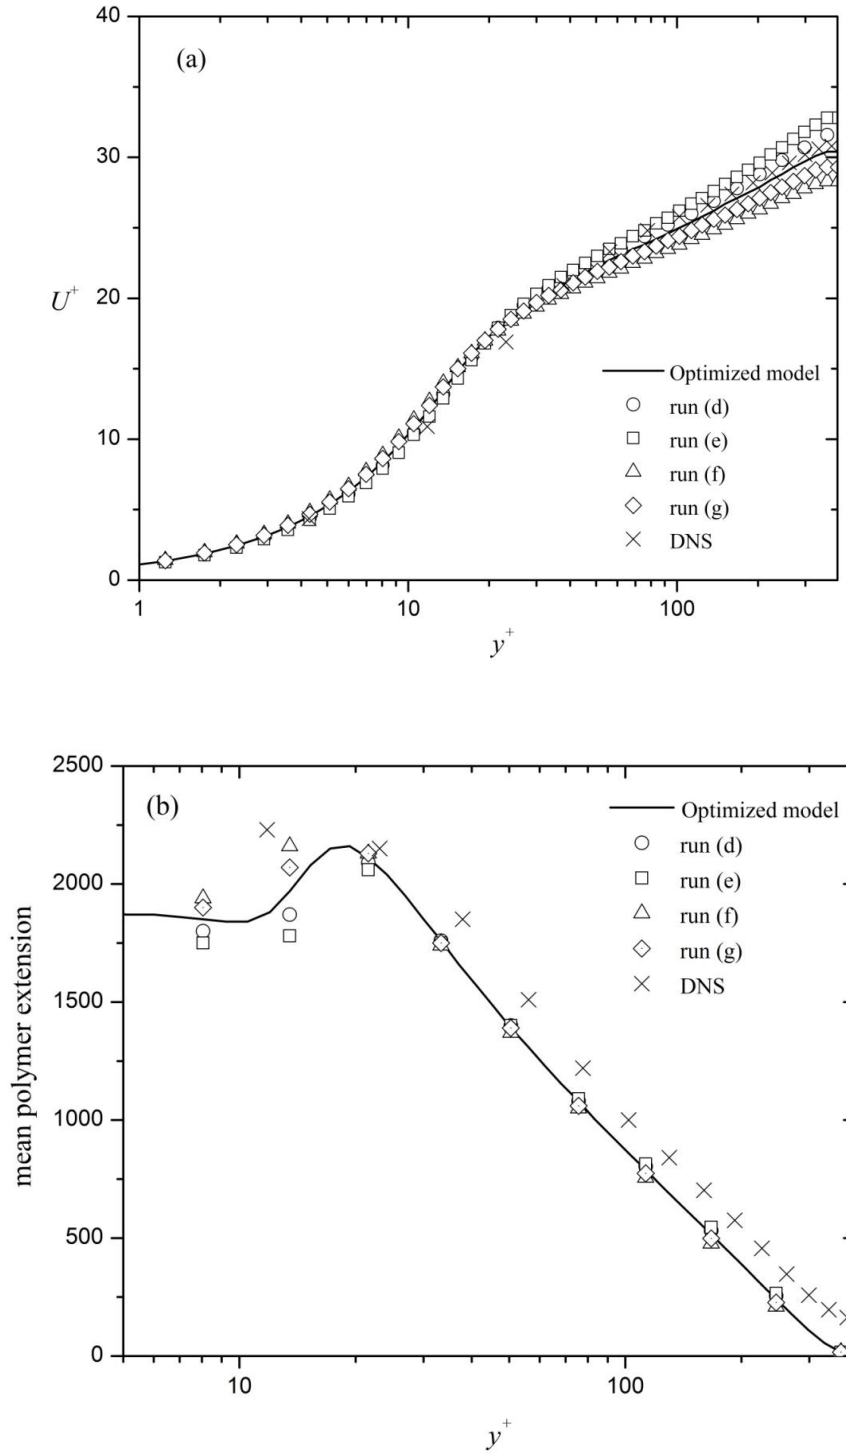 40
(a)
30
U+
20
Optimized model
run (d)
run (e)
10
run (f)
run (g)
DNS
0
1 10 100
y+
2500
(b)
Optimized model
run (d)
2000
run (e)
run (f)
run (g)
1500
DNS
mean polymer extension
1000
500
0
10 100
y+